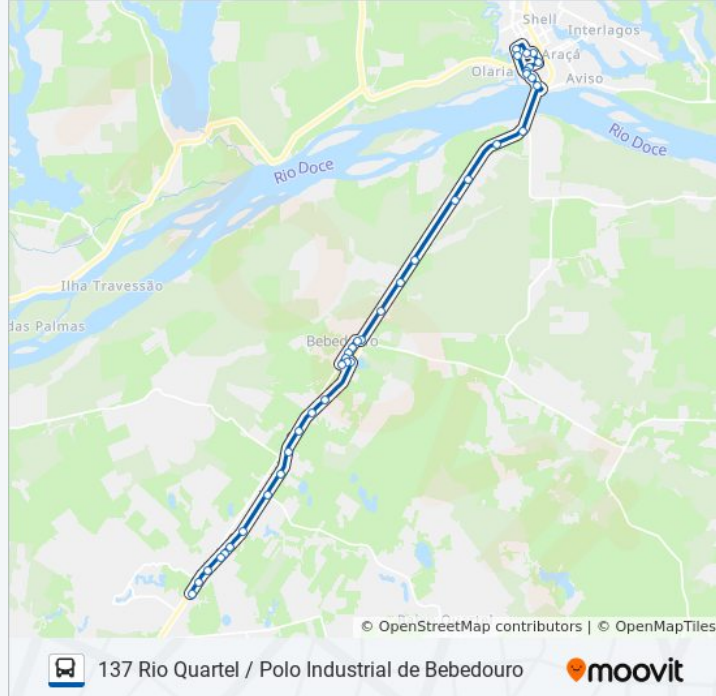 Shell
Interlagos
Araçá
Olaria
Aviso
Rio Doce
Rio Doce
Ilha Travessão
das Palmas
Bebedouro
© OpenStreetMap contributors | © OpenMapTiles
137 Rio Quartel / Polo Industrial de Bebedouro
moovit